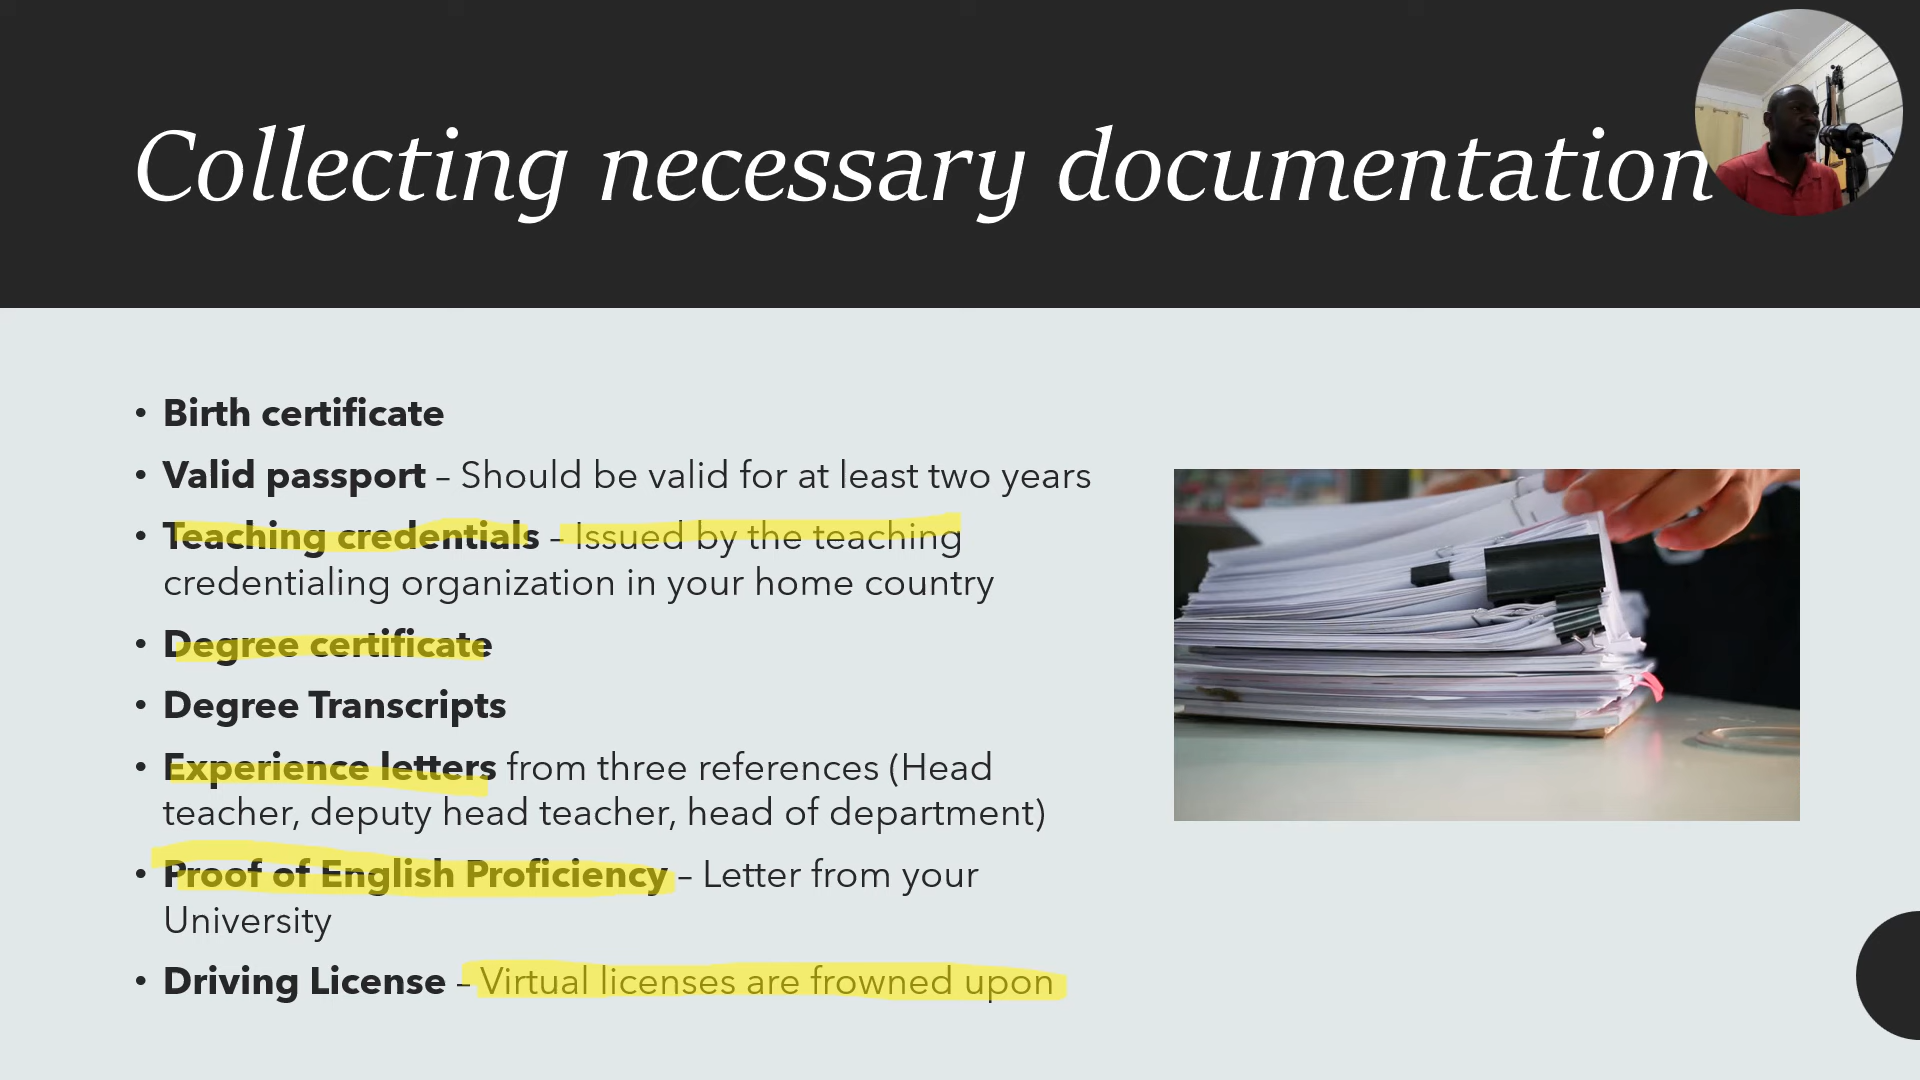 Collecting necessary documentation
• Birth certificate
• Valid passport – Should be valid for at least two years
• Teaching credentials – Issued by the teaching
credentialing organization in your home country
• Degree certificate
• Degree Transcripts
• Experience letters from three references (Head
teacher, deputy head teacher, head of department)
• Proof of English Proficiency – Letter from your
University
• Driving License – Virtual licenses are frowned upon